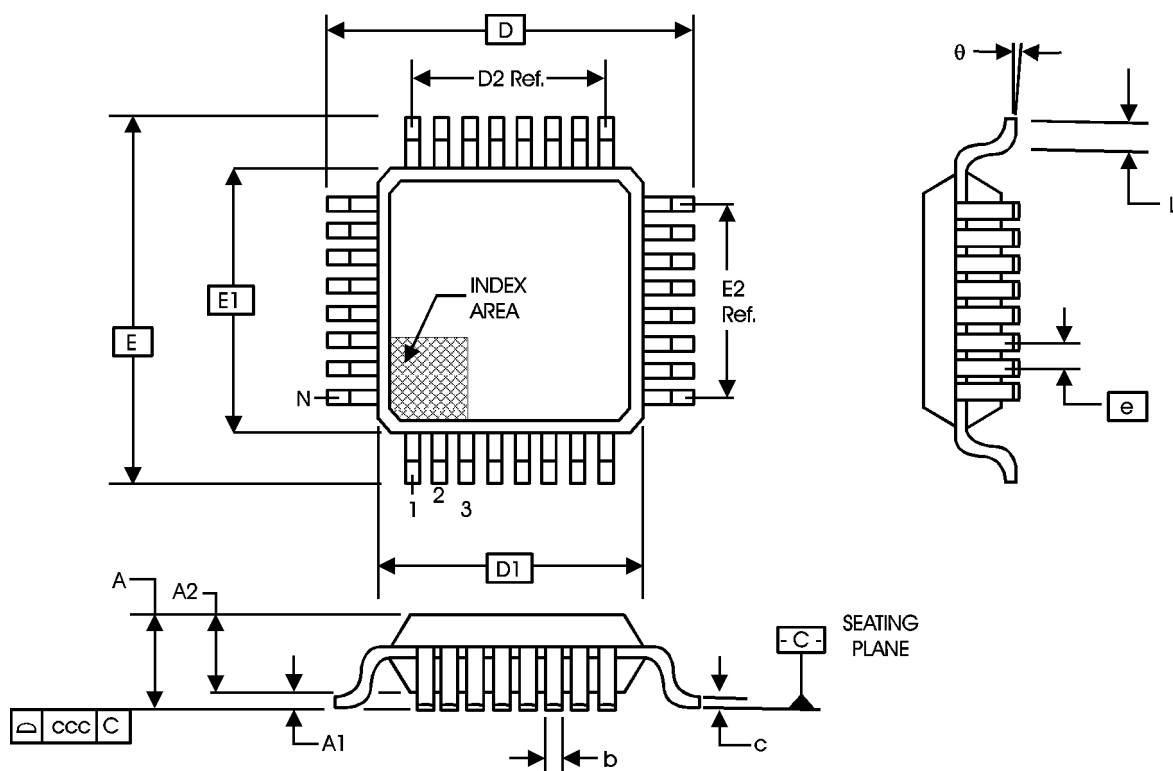 D
D2 Ref.
θ
L
E1
E
INDEX
AREA
E2
Ref.
N
e
1
2
3
D1
A
A2
- C -
SEATING
PLANE
ccc C
A1
b
c